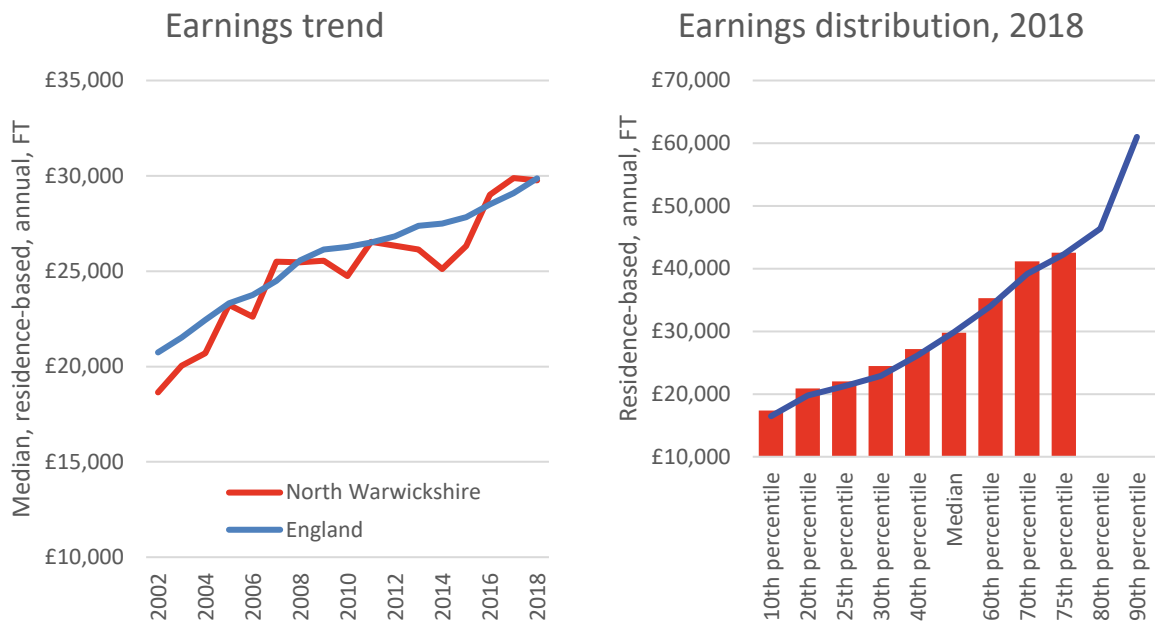 Earnings trend
Median, residence-based, annual, FT
£35,000
£30,000
£25,000
£20,000
£15,000
£10,000
North Warwickshire
England
2002
2004
2006
2008
2010
2012
2014
2016
2018
Earnings distribution, 2018
Residence-based, annual, FT
£70,000
£60,000
£50,000
£40,000
£30,000
£20,000
£10,000
10th percentile
20th percentile
25th percentile
30th percentile
40th percentile
Median
60th percentile
70th percentile
75th percentile
80th percentile
90th percentile